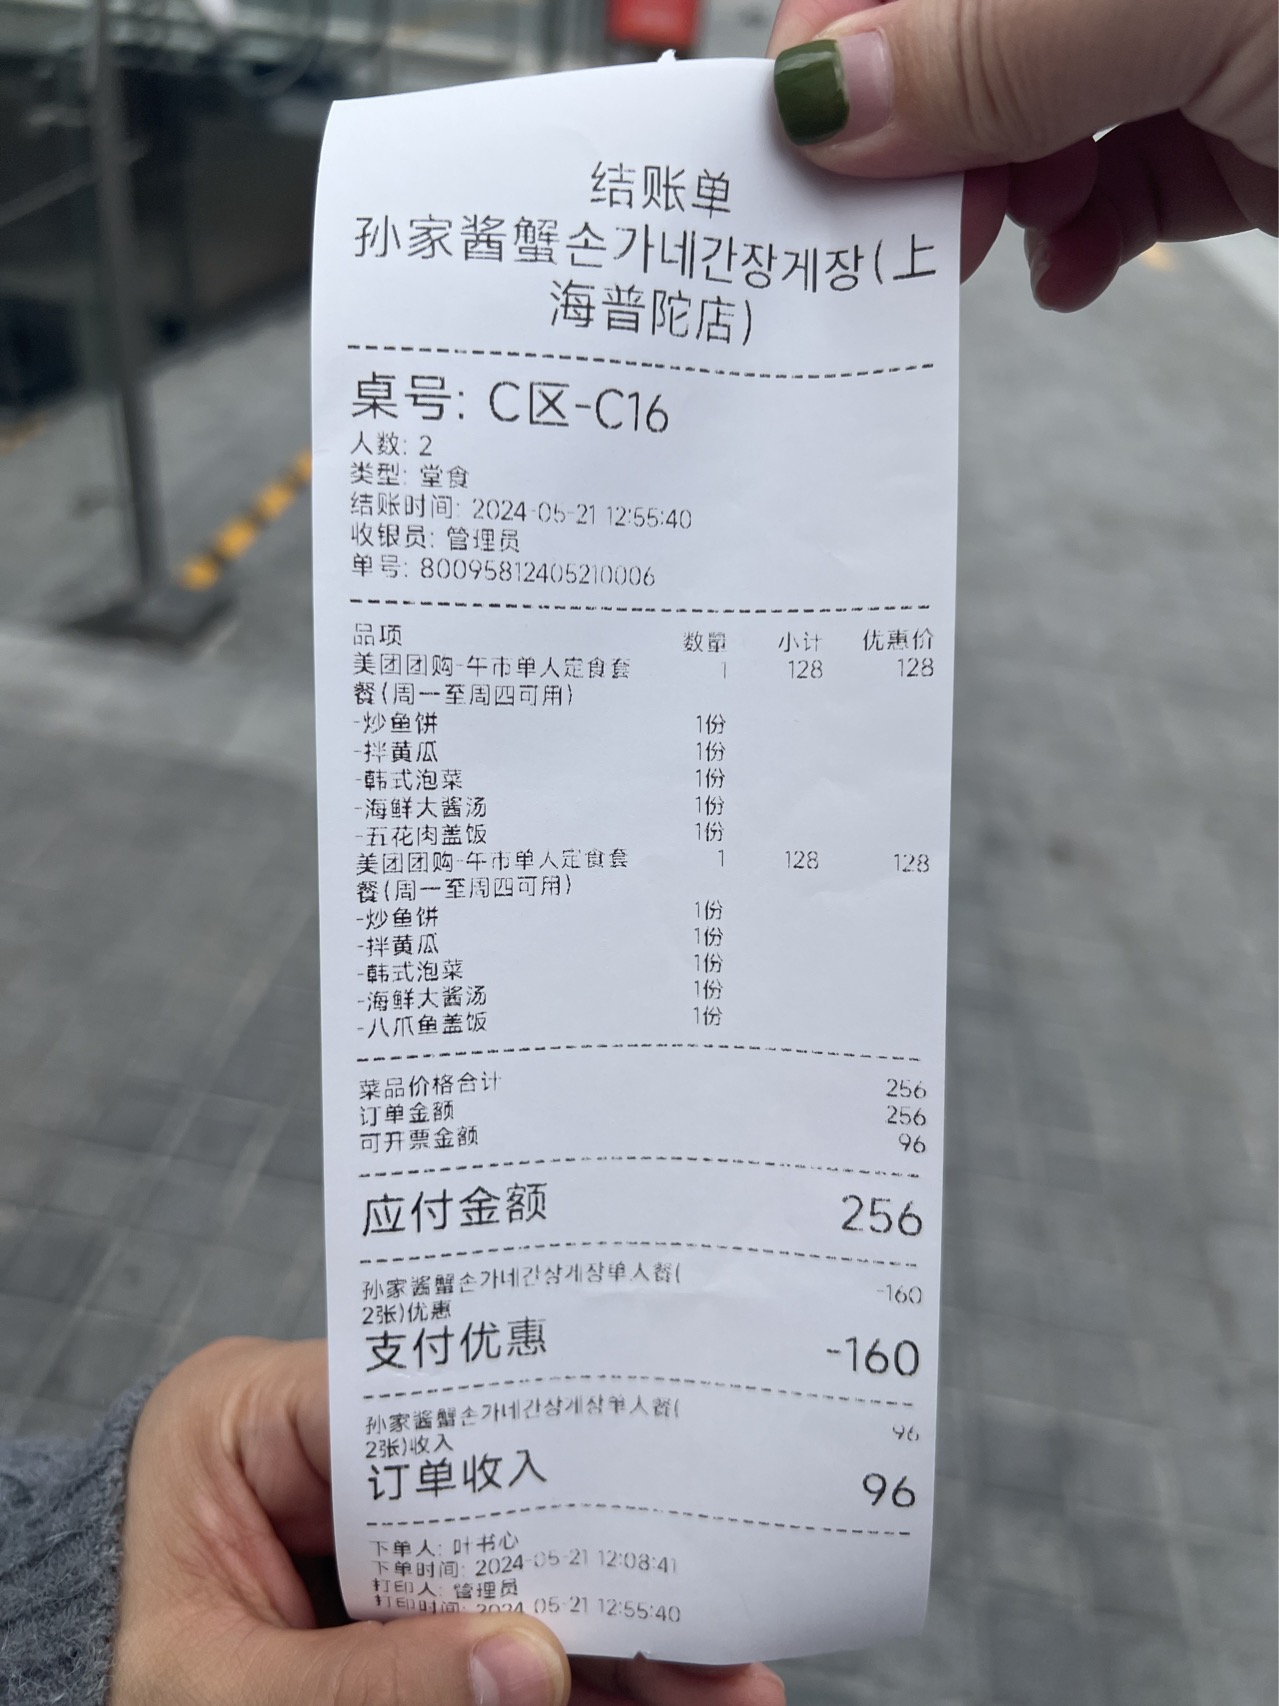 结账单
孙家酱蟹손가네간장게장(上
海普陀店)
桌号: C区-C16
人数: 2
类型: 堂食
结账时间: 2024-05-21 12:55:40
收银员: 管理员
单号: 80095812405210006
品项 数量 小计 优惠价
美团团购-午市单人定食套 1 128 128
餐(周一至周四可用)
-炒鱼饼 1份
-拌黄瓜 1份
-韩式泡菜 1份
-海鲜大酱汤 1份
-五花肉盖饭 1份
美团团购-午市单人定食套 1 128 128
餐(周一至周四可用)
-炒鱼饼 1份
-拌黄瓜 1份
-韩式泡菜 1份
-海鲜大酱汤 1份
-八爪鱼盖饭 1份
菜品价格合计 256
订单金额 256
可开票金额 96
应付金额 256
孙家酱蟹손가네간장게장单人餐( -160
2张)优惠
支付优惠 -160
孙家酱蟹손가네간장게장单人餐( 96
2张)收入
订单收入 96
下单人: 叶书心
下单时间: 2024-05-21 12:08:41
打印人: 管理员
打印时间: 2024-05-21 12:55:40